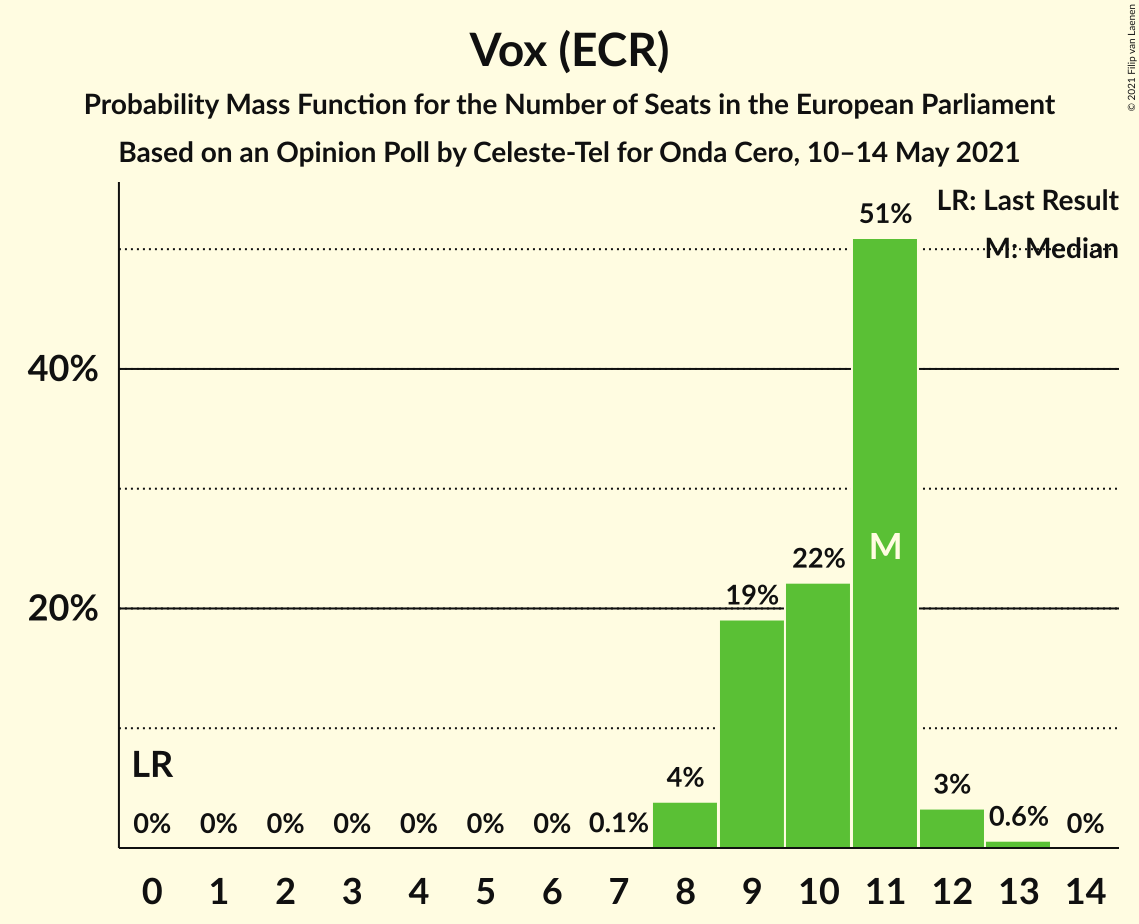 Vox (ECR)
Probability Mass Function for the Number of Seats in the European Parliament
Based on an Opinion Poll by Celeste-Tel for Onda Cero, 10–14 May 2021
© 2021 Filip van Laenen
LR: Last Result
M: Median
51%
40%
M
22%
19%
20%
LR
4%
3%
0% 0% 0% 0% 0% 0% 0% 0.1% 0.6% 0%
0 1 2 3 4 5 6 7 8 9 10 11 12 13 14